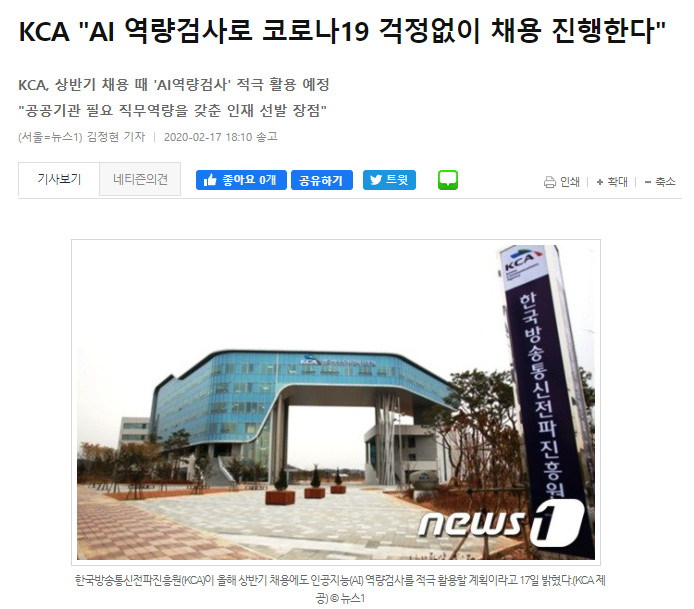 KCA "AI 역량검사로 코로나19 걱정없이 채용 진행한다"
KCA, 상반기 채용 때 'AI역량검사' 적극 활용 예정
"공공기관 필요 직무역량을 갖춘 인재 선발 장점"
(서울=뉴스1) 김정현 기자 | 2020-02-17 18:10 송고
기사보기
네티즌의견
좋아요 0개
공유하기
트윗
인쇄
+ 확대
- 축소
KCA
한국방송통신전파진흥원
KCA
news1
한국방송통신전파진흥원(KCA)이 올해 상반기 채용에도 인공지능(AI) 역량검사를 적극 활용할 계획이라고 17일 밝혔다.(KCA 제
공) © 뉴스1